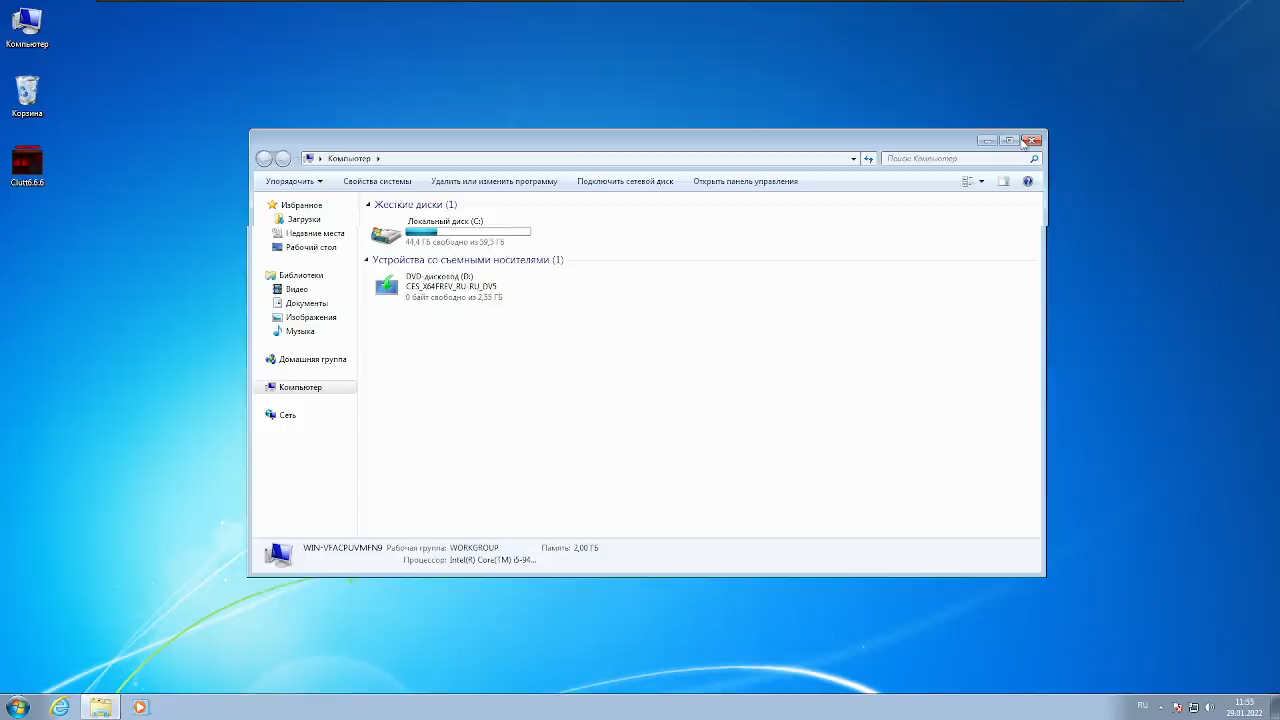 Компьютер
Корзина
Clutt6.6.6
Компьютер
Поиск: Компьютер
Упорядочить
Свойства системы
Удалить или изменить программу
Подключить сетевой диск
Открыть панель управления
Избранное
Загрузки
Недавние места
Рабочий стол
Библиотеки
Видео
Документы
Изображения
Музыка
Домашняя группа
Компьютер
Сеть
Жесткие диски (1)
Локальный диск (C:)
44,4 ГБ свободно из 59,5 ГБ
Устройства со съемными носителями (1)
DVD-дисковод (D:)
CES_X64FREV_RU-RU_DV5
0 байт свободно из 2,55 ГБ
WIN-VFACPUVMFN9 Рабочая группа: WORKGROUP Память: 2,00 ГБ
Процессор: Intel(R) Core(TM) i5-94...
RU
11:55
29.01.2022